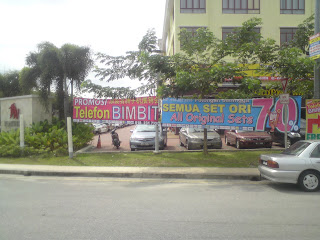 PROMOSI
Telefon BIMBIT
SEMUA SET ORI
All Original Sets
70